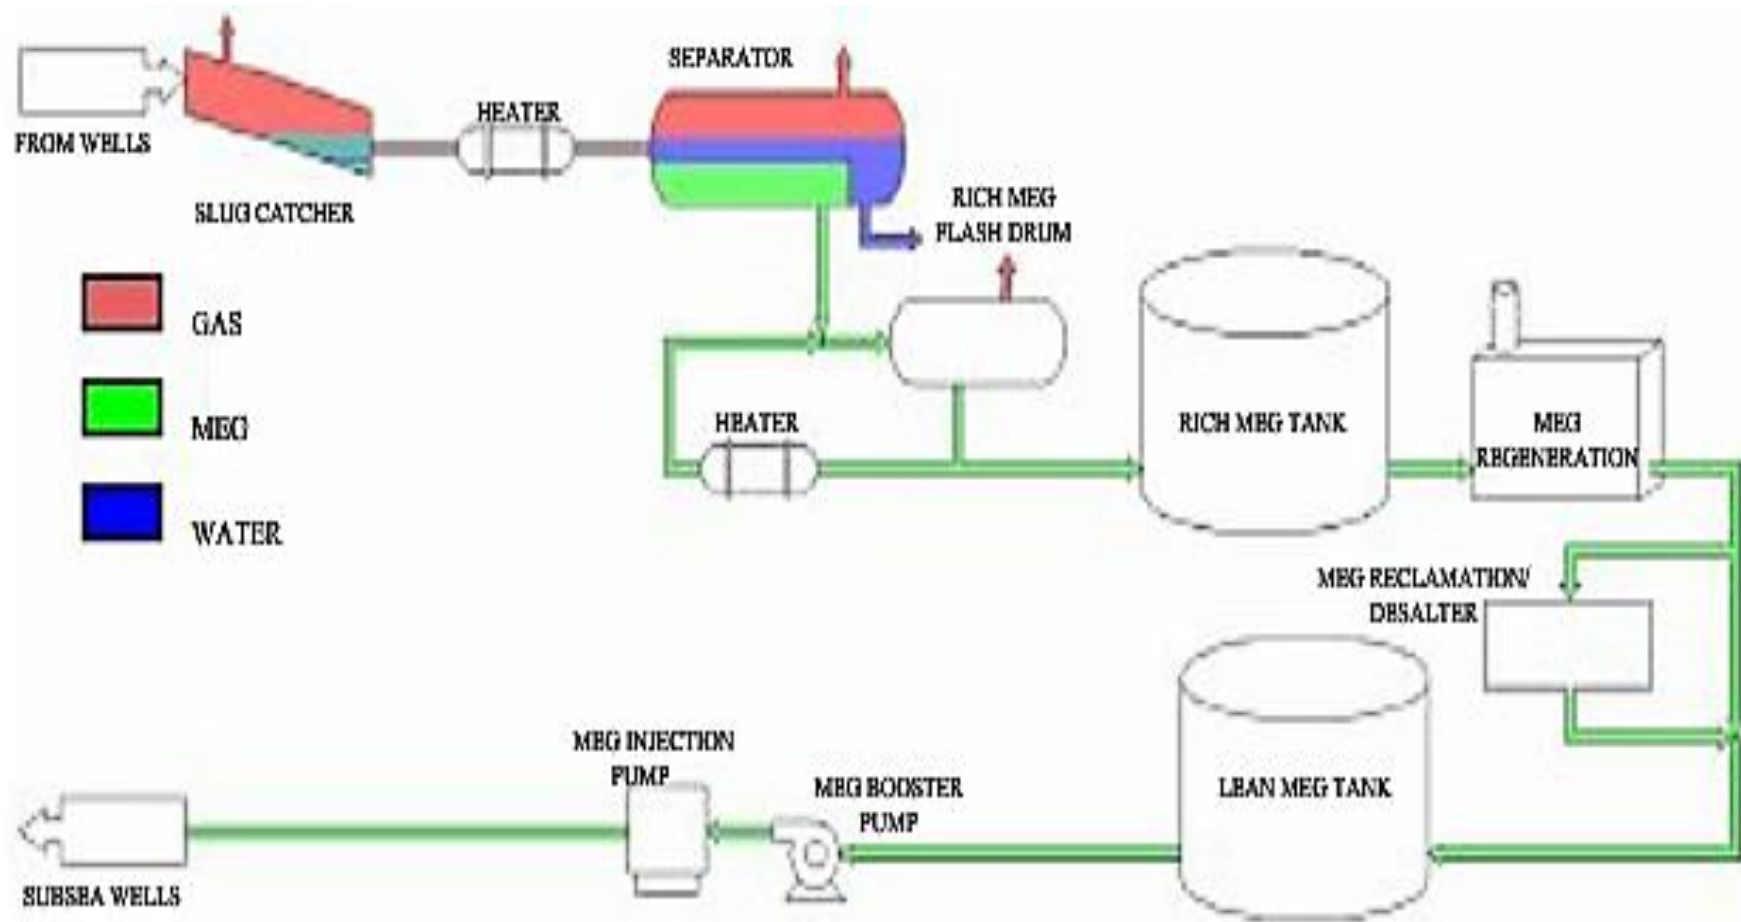 SEPARATOR
HEATER
FROM WELLS
SLUG CATCHER
RICH MEG
FLASH DRUM
GAS
MEG
WATER
HEATER
RICH MEG TANK
MEG
REGENERATION
MEG RECLAMATION/
DESALTER
MEG INJECTION
PUMP
MEG BOOSTER
PUMP
LEAN MEG TANK
SUBSEA WELLS